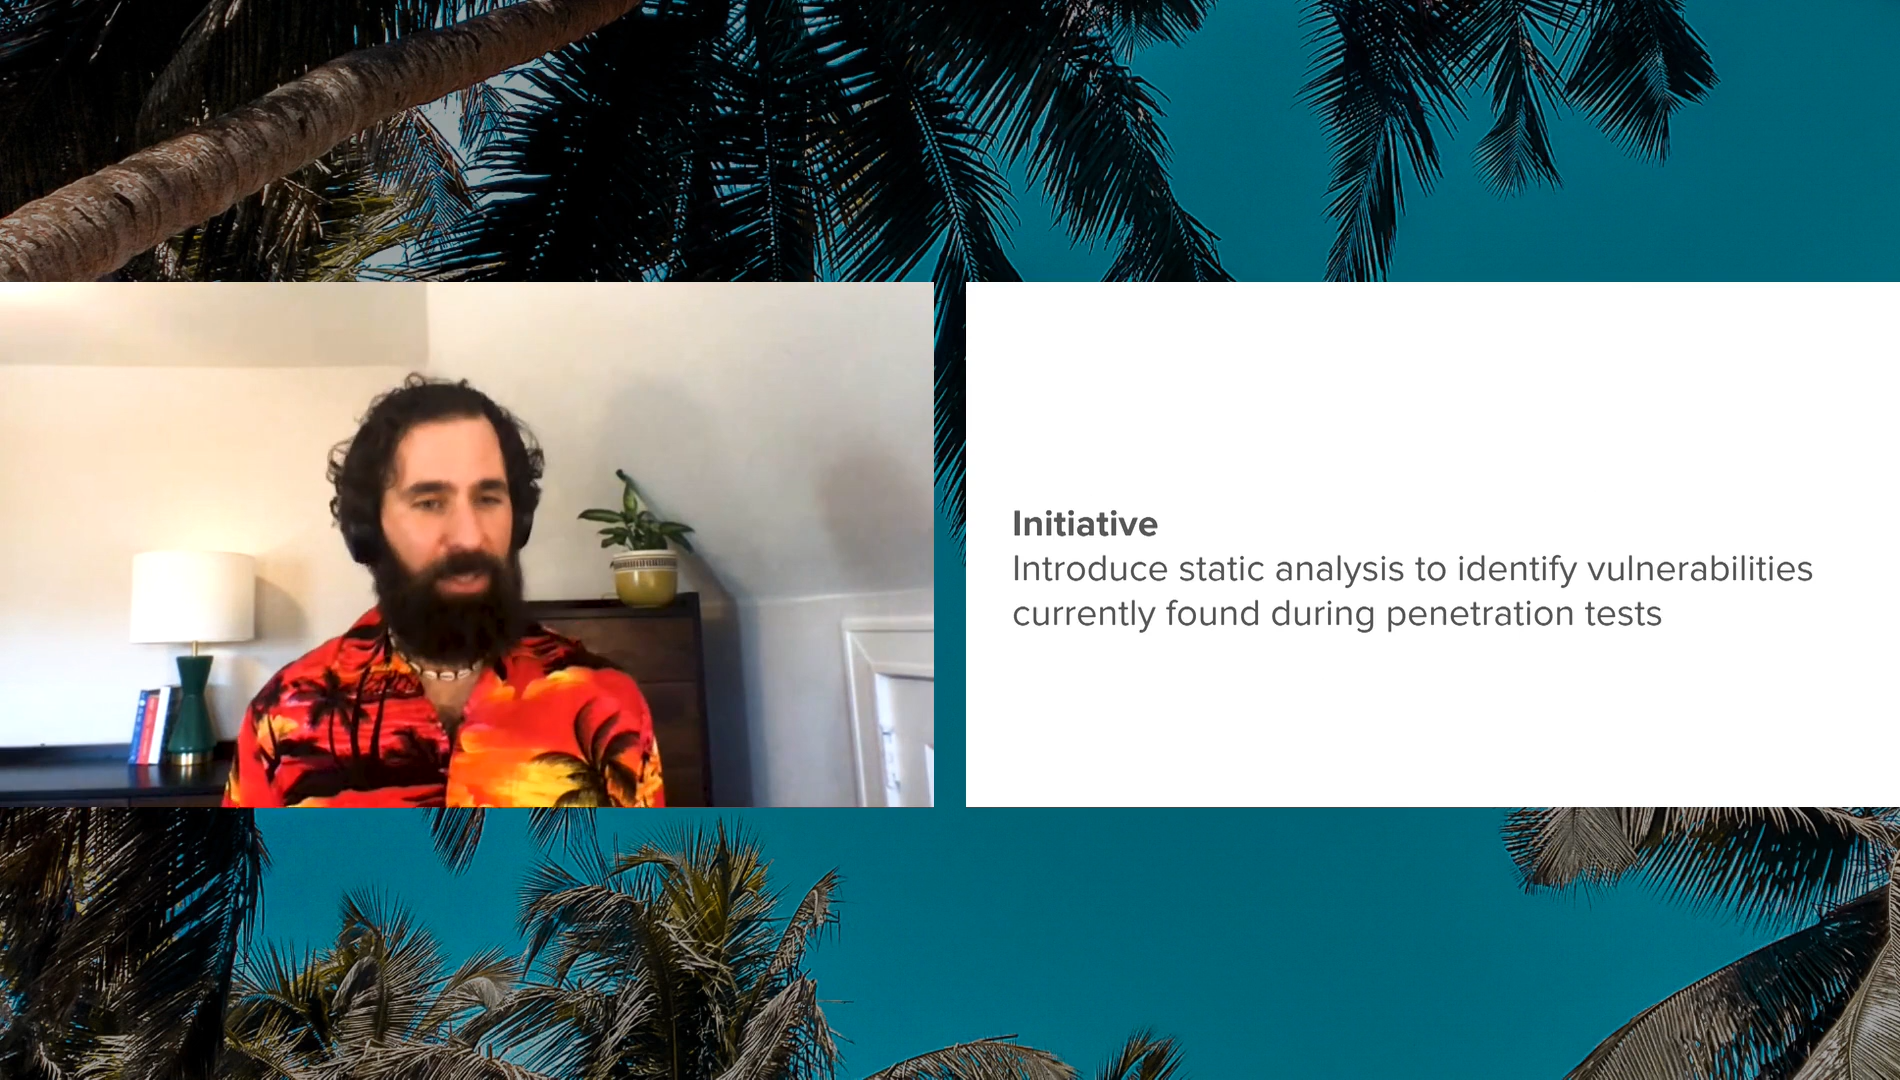 Initiative
Introduce static analysis to identify vulnerabilities
currently found during penetration tests